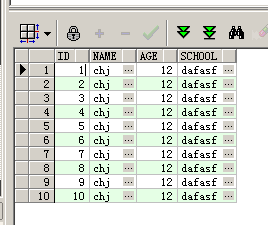 ID NAME AGE SCHOOL
1 1 chj ... 12 dafasf ...
2 2 chj ... 12 dafasf ...
3 3 chj ... 12 dafasf ...
4 4 chj ... 12 dafasf ...
5 5 chj ... 12 dafasf ...
6 6 chj ... 12 dafasf ...
7 7 chj ... 12 dafasf ...
8 8 chj ... 12 dafasf ...
9 9 chj ... 12 dafasf ...
10 10 chj ... 12 dafasf ...